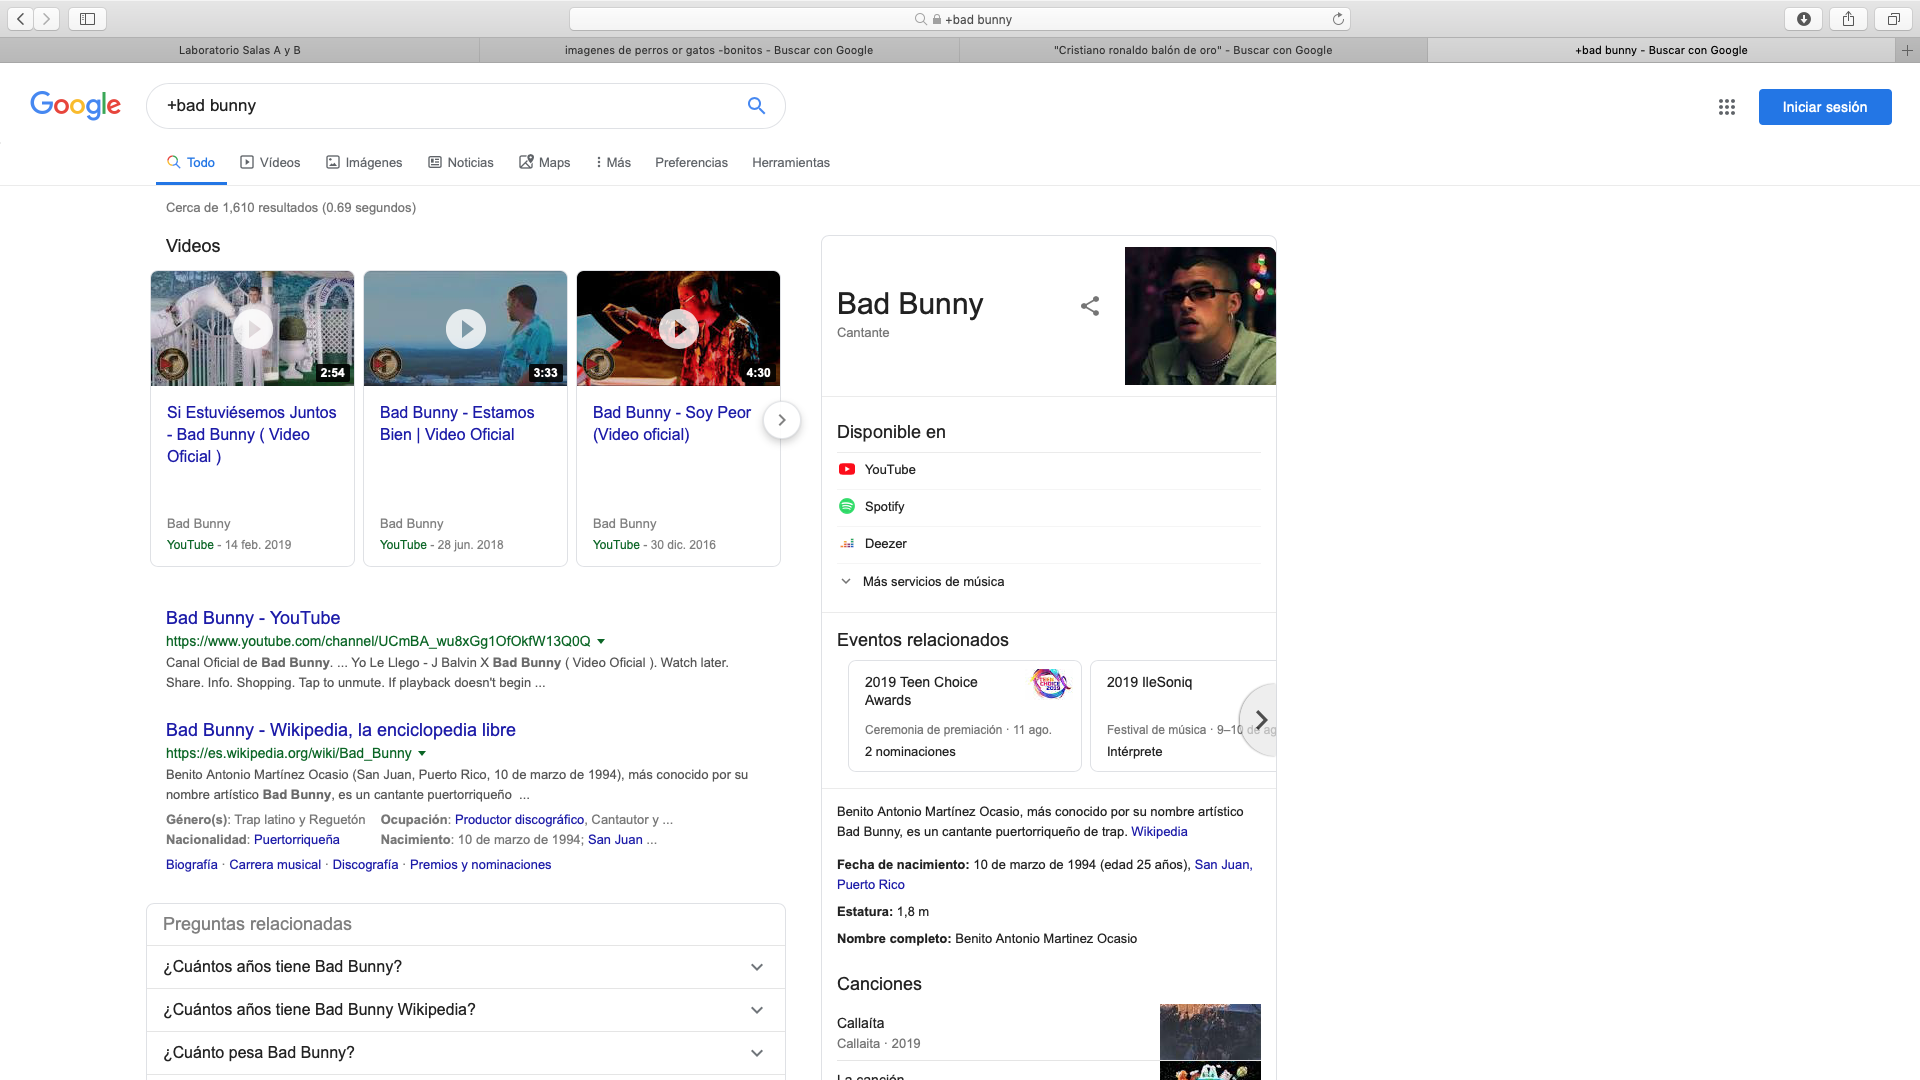 +bad bunny
Laboratorio Salas A y B
imagenes de perros or gatos -bonitos - Buscar con Google
"Cristiano ronaldo balón de oro" - Buscar con Google
+bad bunny - Buscar con Google
Google
+bad bunny
Iniciar sesión
Todo
Vídeos
Imágenes
Noticias
Maps
Más
Preferencias
Herramientas
Cerca de 1,610 resultados (0.69 segundos)
Videos
2:54
Si Estuviésemos Juntos
- Bad Bunny ( Video
Oficial )
Bad Bunny
YouTube - 14 feb. 2019
3:33
Bad Bunny - Estamos
Bien | Video Oficial
Bad Bunny
YouTube - 28 jun. 2018
4:30
Bad Bunny - Soy Peor
(Video oficial)
Bad Bunny
YouTube - 30 dic. 2016
Bad Bunny - YouTube
https://www.youtube.com/channel/UCmBA_wu8xGg1OfOkfW13Q0Q
Canal Oficial de Bad Bunny. ... Yo Le Llego - J Balvin X Bad Bunny ( Video Oficial ). Watch later.
Share. Info. Shopping. Tap to unmute. If playback doesn't begin ...
Bad Bunny - Wikipedia, la enciclopedia libre
https://es.wikipedia.org/wiki/Bad_Bunny
Benito Antonio Martínez Ocasio (San Juan, Puerto Rico, 10 de marzo de 1994), más conocido por su
nombre artístico Bad Bunny, es un cantante puertorriqueño ...
Género(s): Trap latino y Reguetón Ocupación: Productor discográfico, Cantautor y ...
Nacionalidad: Puertorriqueña Nacimiento: 10 de marzo de 1994; San Juan ...
Biografía · Carrera musical · Discografía · Premios y nominaciones
Preguntas relacionadas
¿Cuántos años tiene Bad Bunny?
¿Cuántos años tiene Bad Bunny Wikipedia?
¿Cuánto pesa Bad Bunny?
Bad Bunny
Cantante
Disponible en
YouTube
Spotify
Deezer
Más servicios de música
Eventos relacionados
2019 Teen Choice
Awards
Ceremonia de premiación · 11 ago.
2 nominaciones
TEEN CHOICE 2019
2019 IleSoniq
Festival de música · 9–10 de ag
Intérprete
Benito Antonio Martínez Ocasio, más conocido por su nombre artístico
Bad Bunny, es un cantante puertorriqueño de trap. Wikipedia
Fecha de nacimiento: 10 de marzo de 1994 (edad 25 años), San Juan,
Puerto Rico
Estatura: 1,8 m
Nombre completo: Benito Antonio Martinez Ocasio
Canciones
Callaíta
Callaita · 2019
La canción